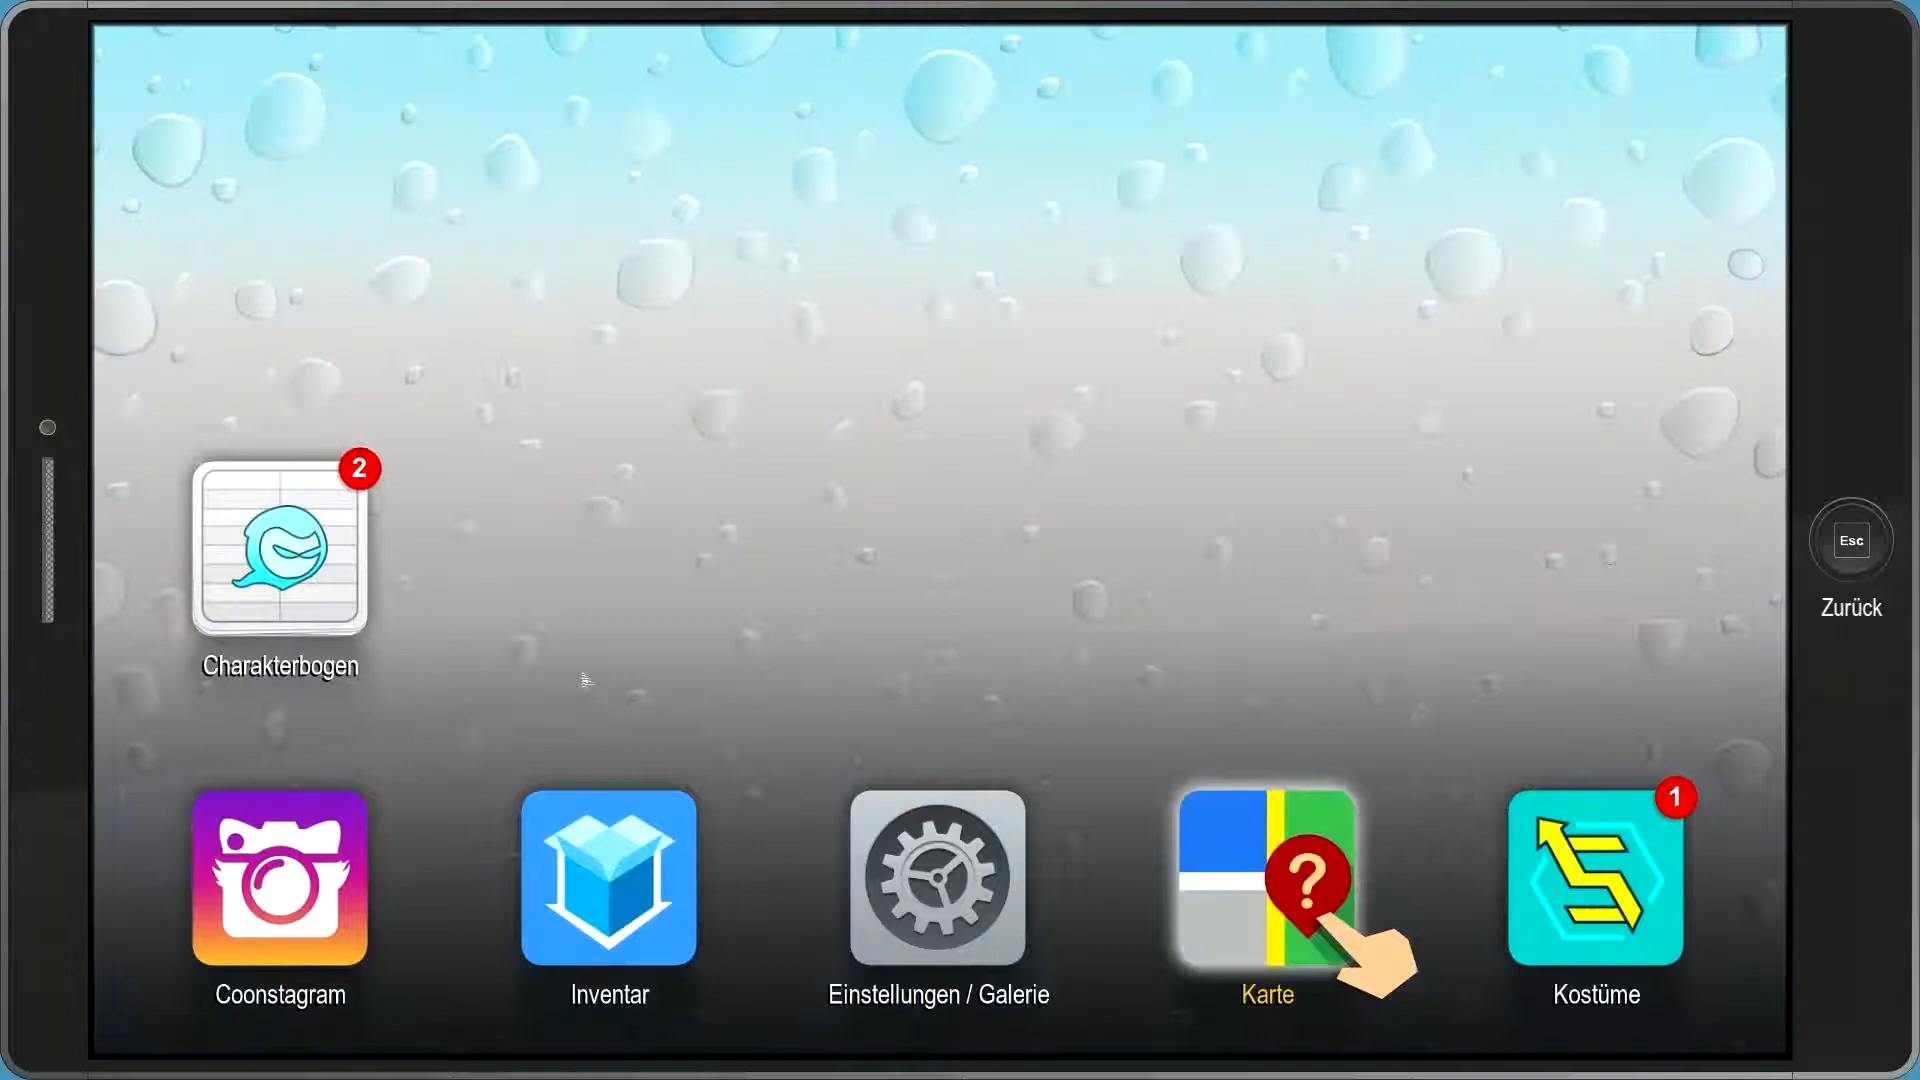 2
Charakterbogen
Esc
Zurück
?
1
Coonstagram
Inventar
Einstellungen / Galerie
Karte
Kostüme